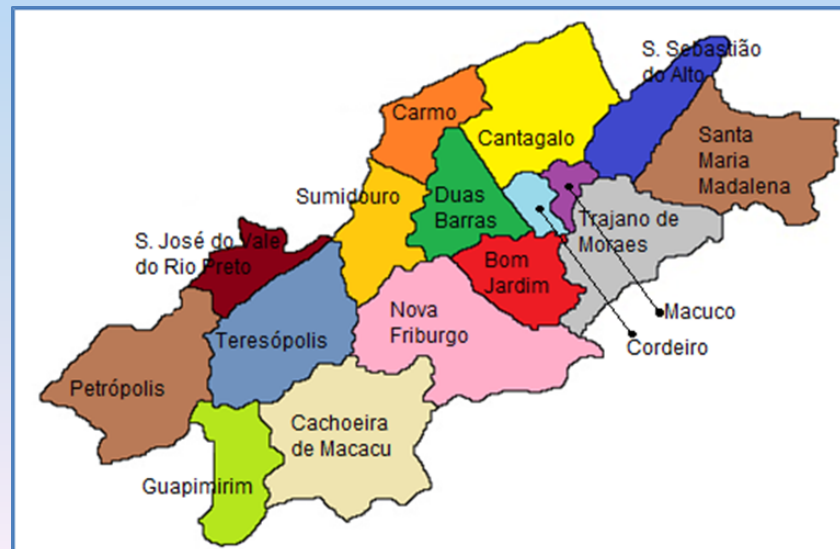 S. Sebastião
do Alto
Carmo
Cantagalo
Santa
Maria
Madalena
Sumidouro
Duas
Barras
Trajano de
Moraes
S. José do Vale
do Rio Preto
Bom
Jardim
Nova
Friburgo
Macuco
Teresópolis
Cordeiro
Petrópolis
Cachoeira
de Macacu
Guapimirim